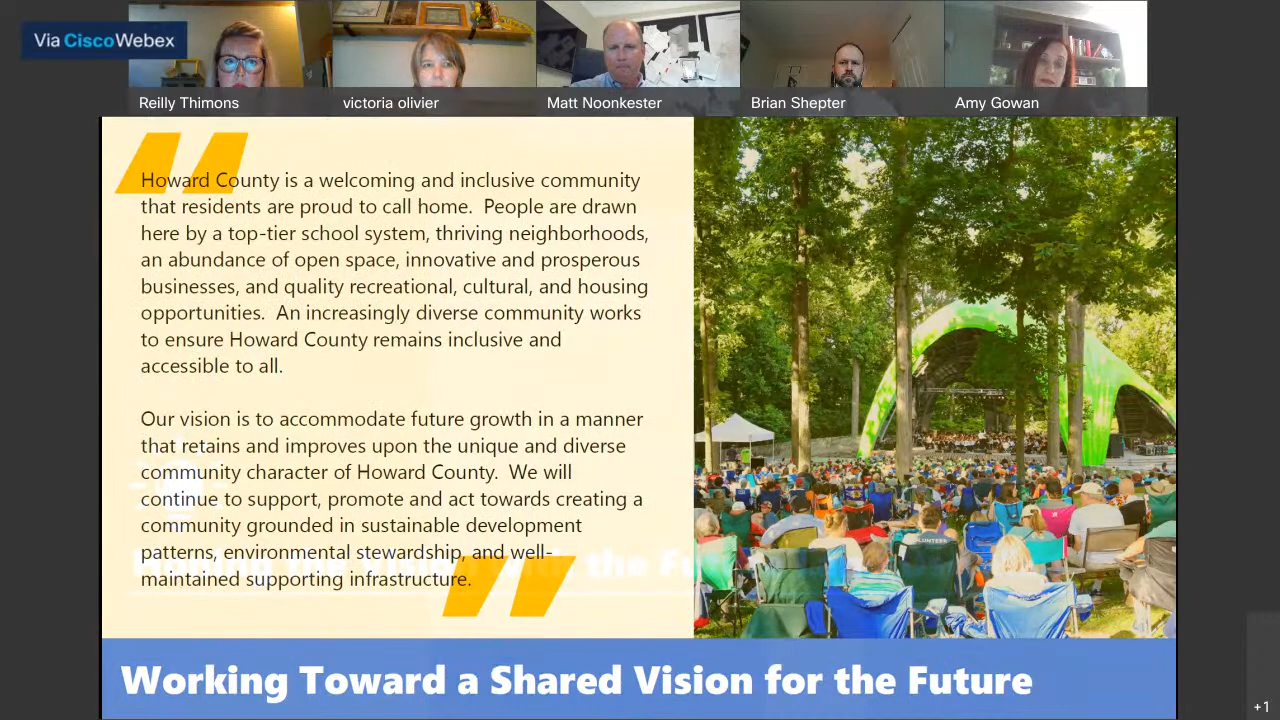 Via CiscoWebex
Reilly Thimons
victoria olivier
Matt Noonkester
Brian Shepter
Amy Gowan
Howard County is a welcoming and inclusive community
that residents are proud to call home.  People are drawn
here by a top-tier school system, thriving neighborhoods,
an abundance of open space, innovative and prosperous
businesses, and quality recreational, cultural, and housing
opportunities.  An increasingly diverse community works
to ensure Howard County remains inclusive and
accessible to all.
Our vision is to accommodate future growth in a manner
that retains and improves upon the unique and diverse
community character of Howard County.  We will
continue to support, promote and act towards creating a
community grounded in sustainable development
patterns, environmental stewardship, and well-
maintained supporting infrastructure.
VOLUNTEER
Working Toward a Shared Vision for the Future
+1